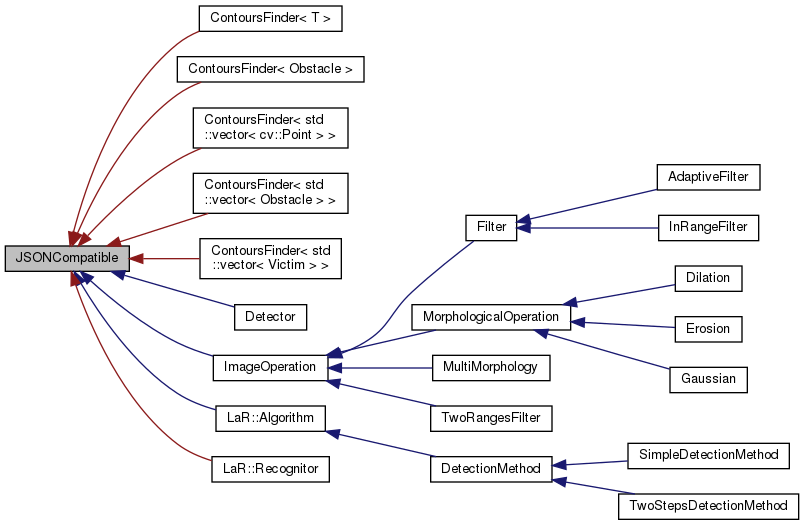 ContoursFinder< T >
ContoursFinder< Obstacle >
ContoursFinder< std
::vector< cv::Point > >
ContoursFinder< std
::vector< Obstacle > >
ContoursFinder< std
::vector< Victim > >
JSONCompatible
Detector
ImageOperation
LaR::Algorithm
LaR::Recognitor
Filter
MorphologicalOperation
MultiMorphology
TwoRangesFilter
DetectionMethod
AdaptiveFilter
InRangeFilter
Dilation
Erosion
Gaussian
SimpleDetectionMethod
TwoStepsDetectionMethod